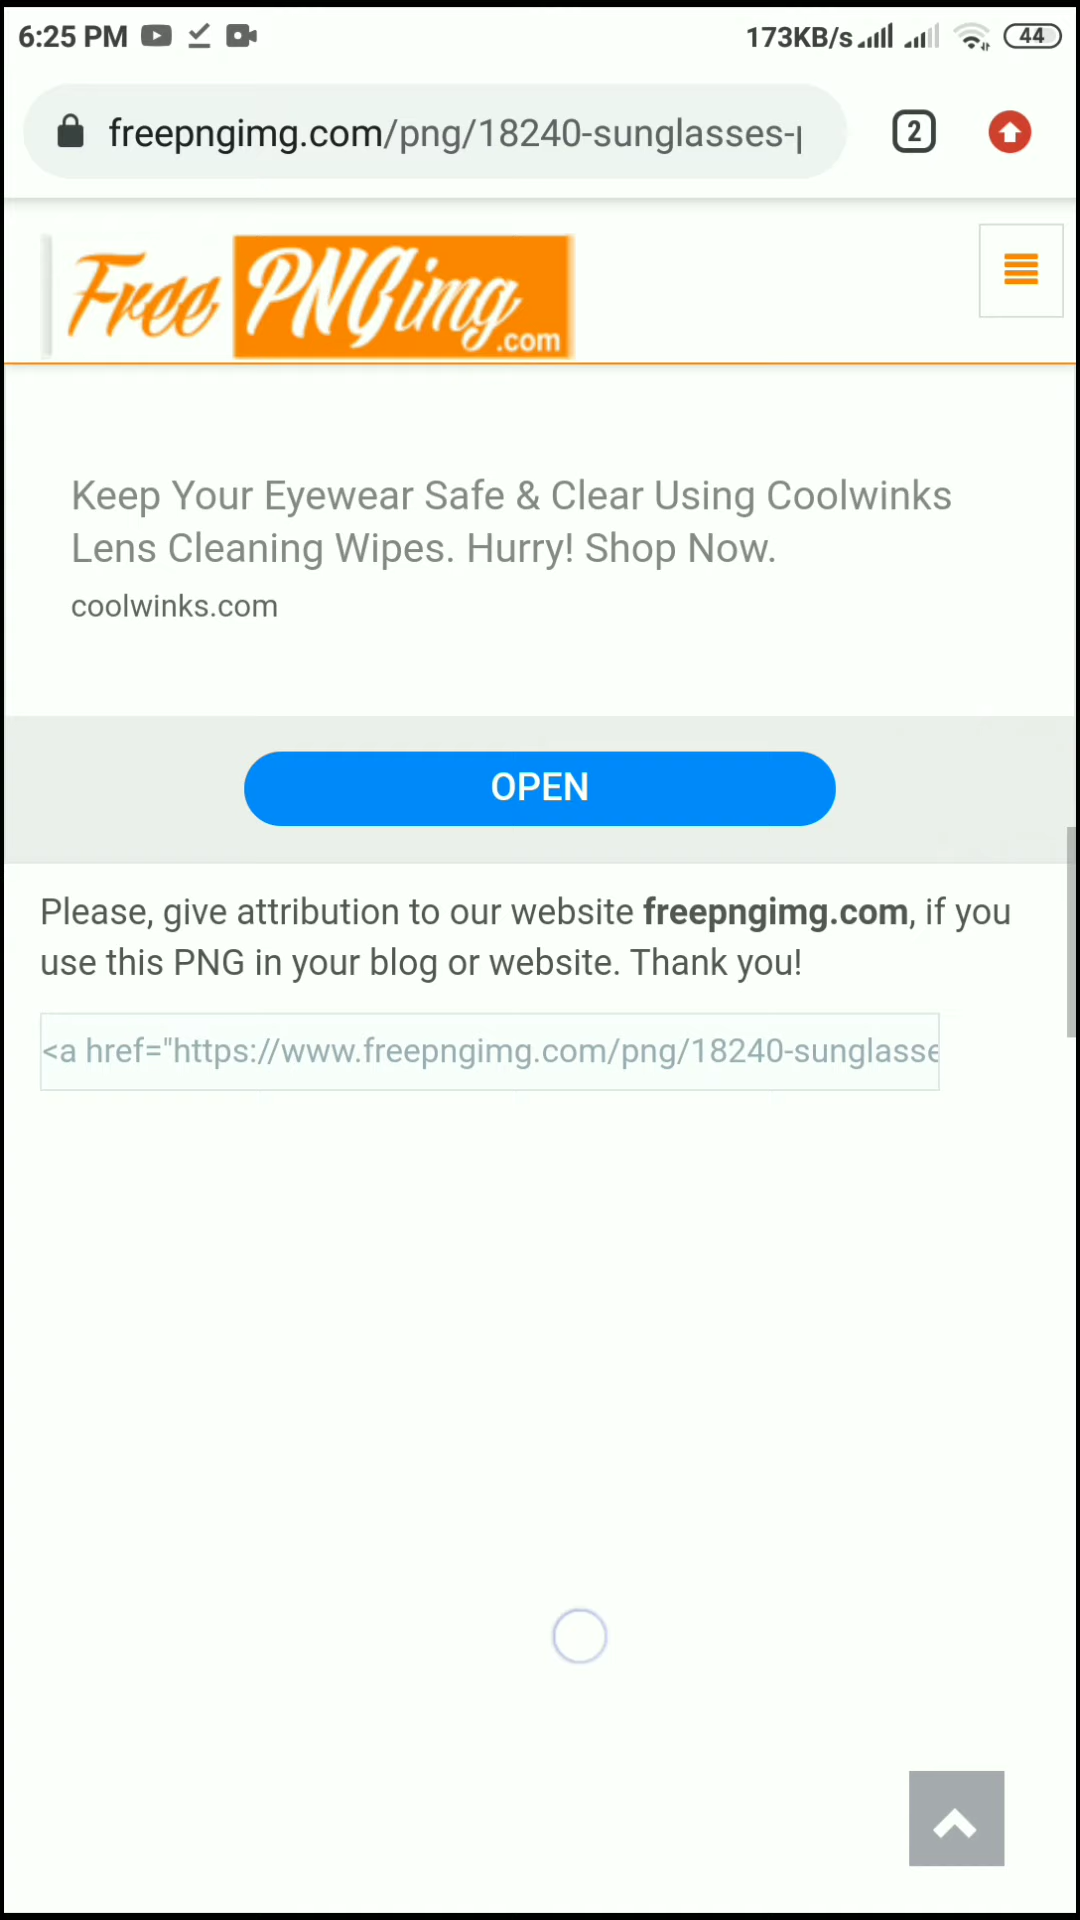 6:25 PM
173KB/s
44
freepngimg.com/png/18240-sunglasses-p
2
Free PNGimg.com
Keep Your Eyewear Safe & Clear Using Coolwinks
Lens Cleaning Wipes. Hurry! Shop Now.
coolwinks.com
OPEN
Please, give attribution to our website freepngimg.com, if you
use this PNG in your blog or website. Thank you!
<a href="https://www.freepngimg.com/png/18240-sunglasse